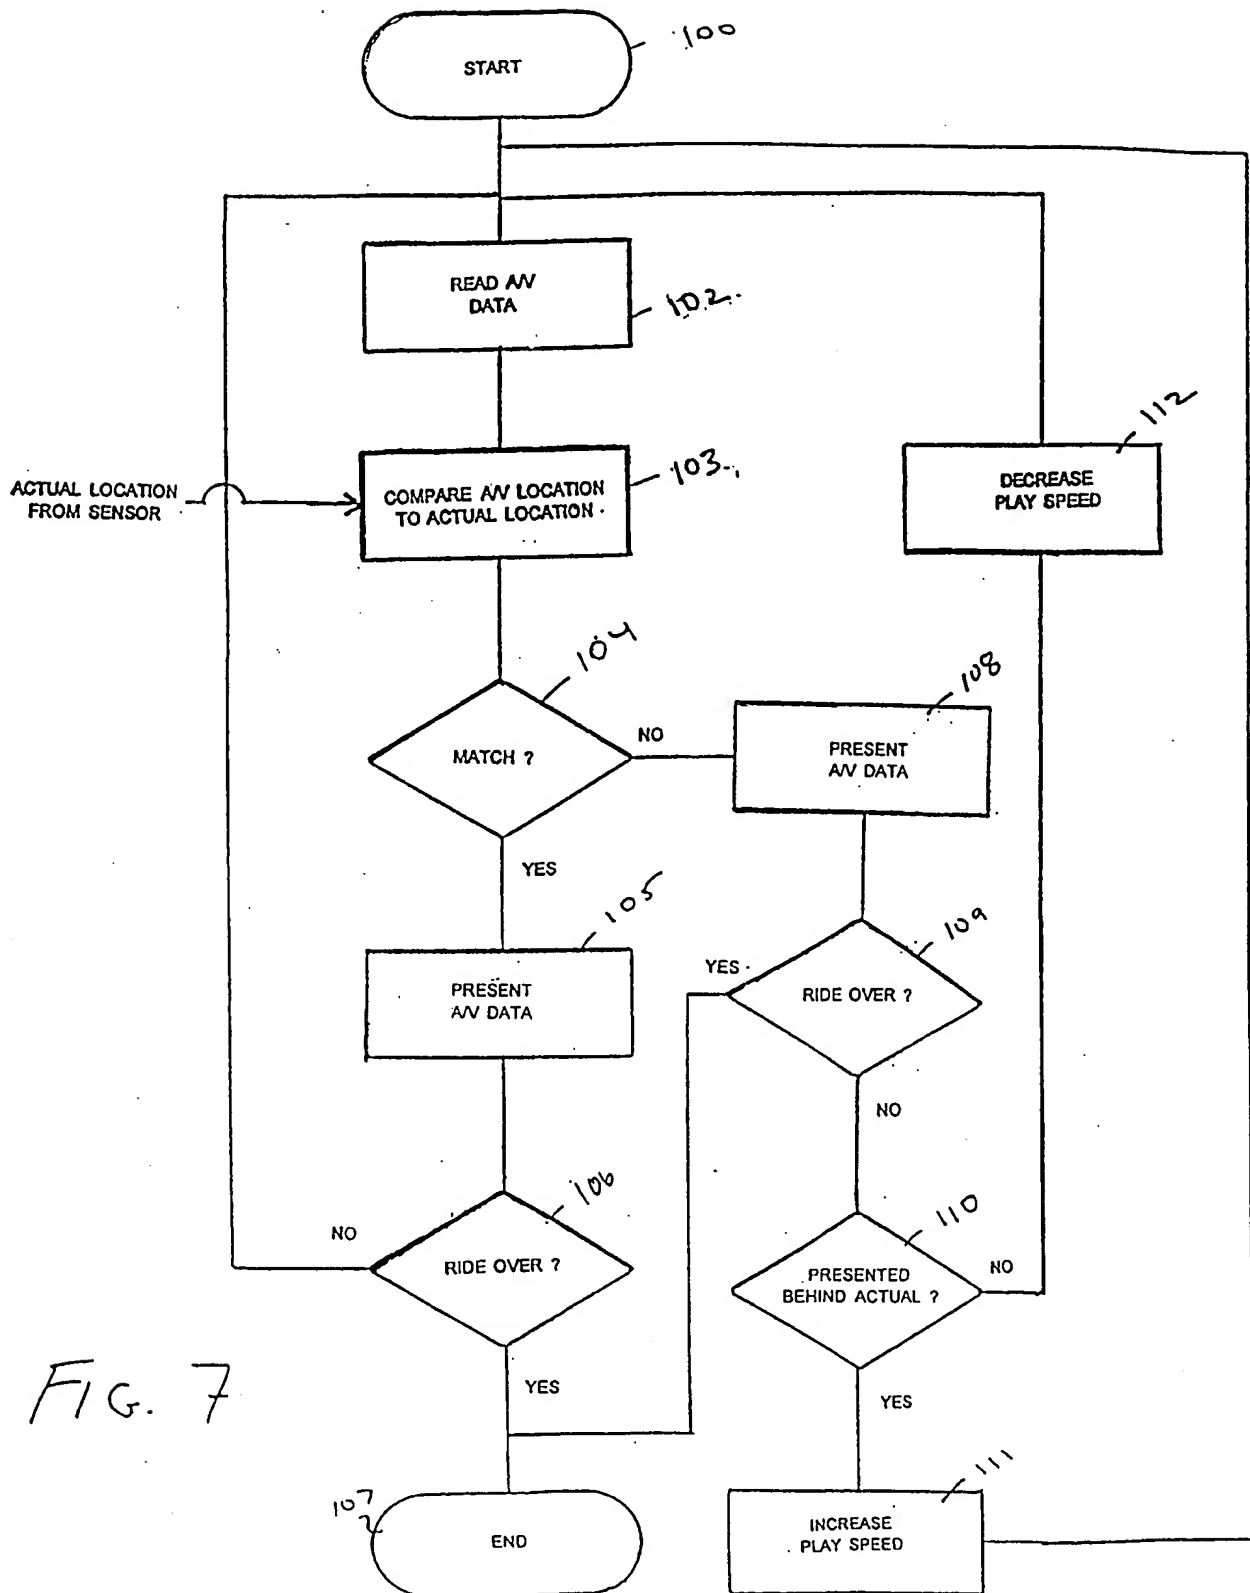 100
START
READ A/V
DATA
102.
112
ACTUAL LOCATION
FROM SENSOR
COMPARE A/V LOCATION
TO ACTUAL LOCATION.
103.
DECREASE
PLAY SPEED
104
108
MATCH ?
NO
PRESENT
A/V DATA
YES
105
109
PRESENT
A/V DATA
YES
RIDE OVER ?
NO
106
110
NO
RIDE OVER ?
PRESENTED
BEHIND ACTUAL ?
NO
FIG. 7
YES
YES
111
107
END
INCREASE
PLAY SPEED